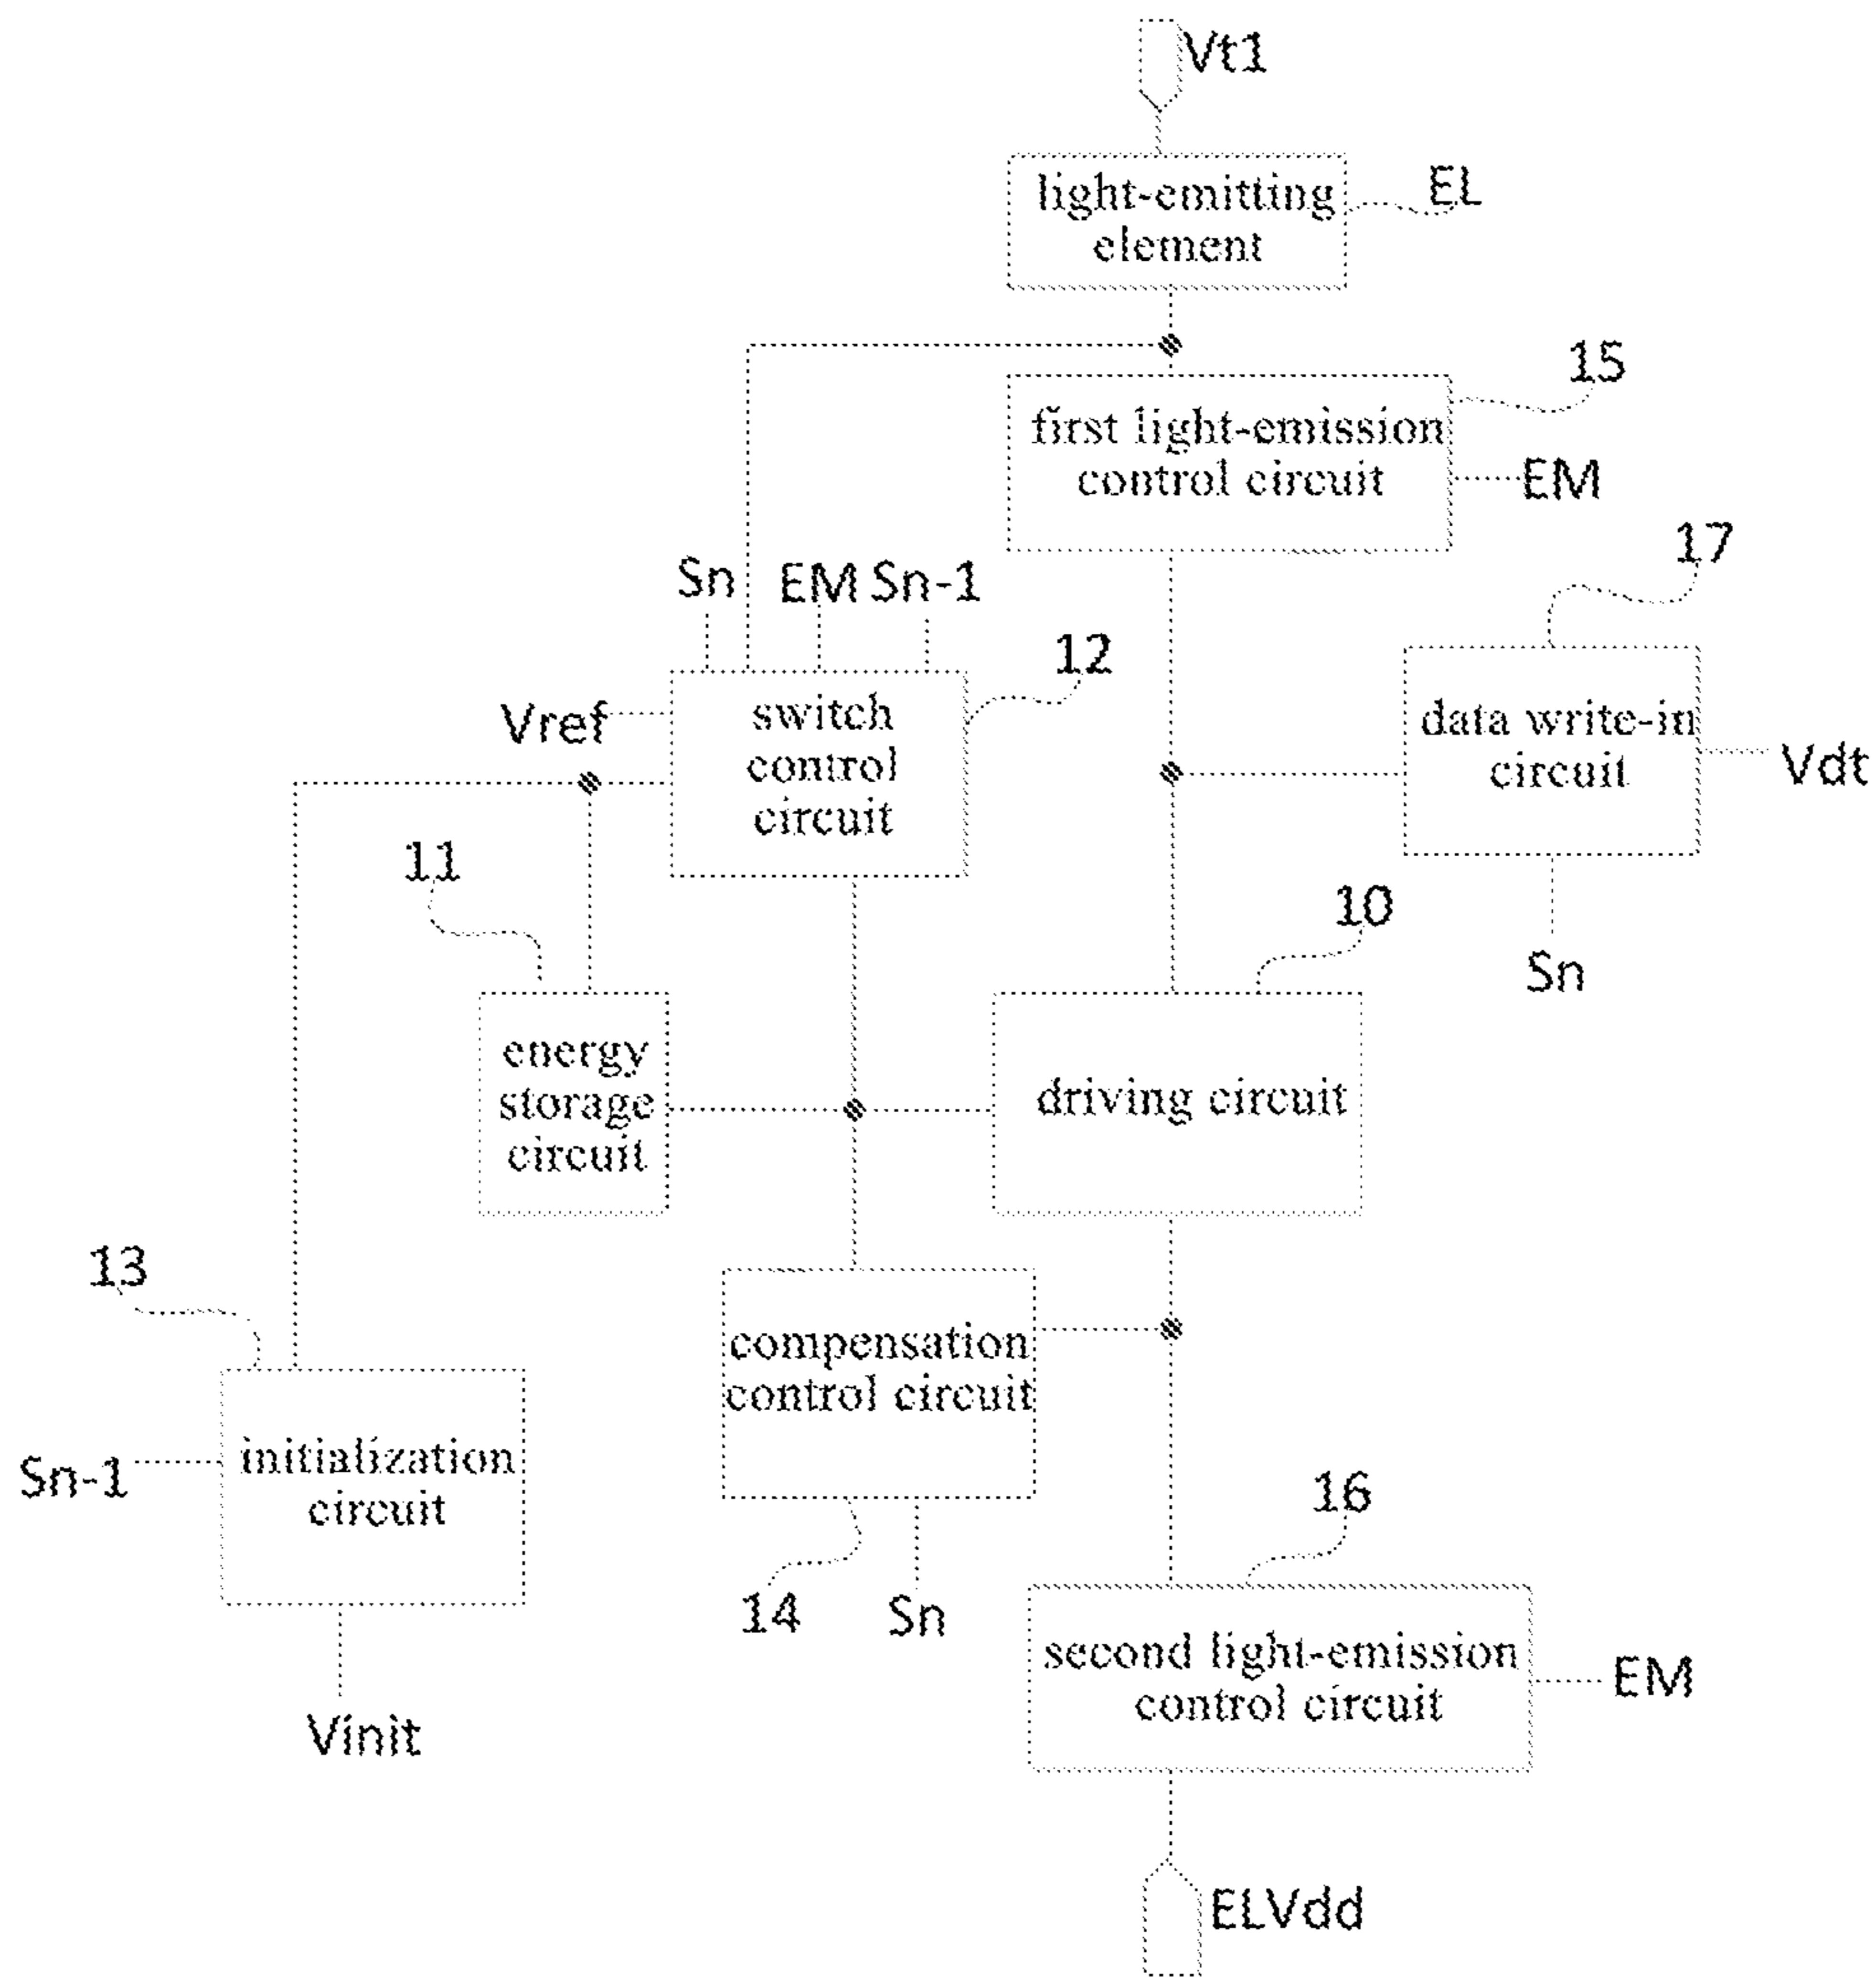 Vt1
light-emitting
element
EL
15
first light-emission
control circuit
EM
17
Sn
EM
Sn-1
12
Vref
switch
control
circuit
data write-in
circuit
Vdt
11
10
Sn
energy
storage
circuit
driving circuit
13
compensation
control circuit
Sn-1
initialization
circuit
16
14
Sn
second light-emission
control circuit
EM
Vinit
ELVdd